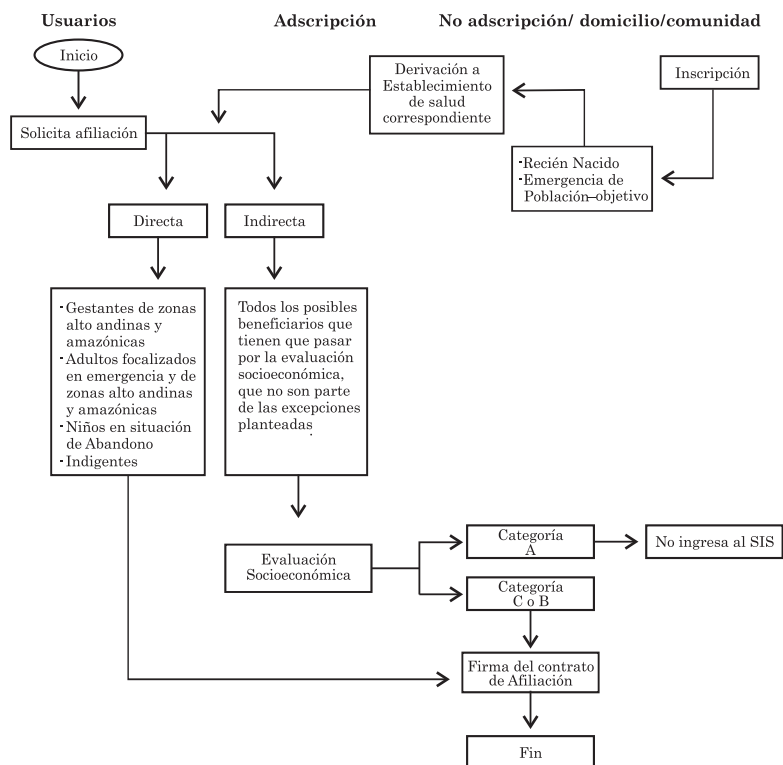 Usuarios
Adscripción
No adscripción/ domicilio/comunidad
Inicio
Derivación a
Establecimiento
de salud
correspondiente
Inscripción
Solicita afiliación
-Recién Nacido
-Emergencia de
Población–objetivo
Directa
Indirecta
-Gestantes de zonas
alto andinas y
amazónicas
-Adultos focalizados
en emergencia y de
zonas alto andinas
y amazónicas
-Niños en situación
de Abandono
-Indigentes
Todos los posibles
beneficiarios que
tienen que pasar
por la evaluación
socioeconómica,
que no son parte
de las excepciones
planteadas
Evaluación
Socioeconómica
Categoría
A
No ingresa al SIS
Categoría
C o B
Firma del contrato
de Afiliación
Fin